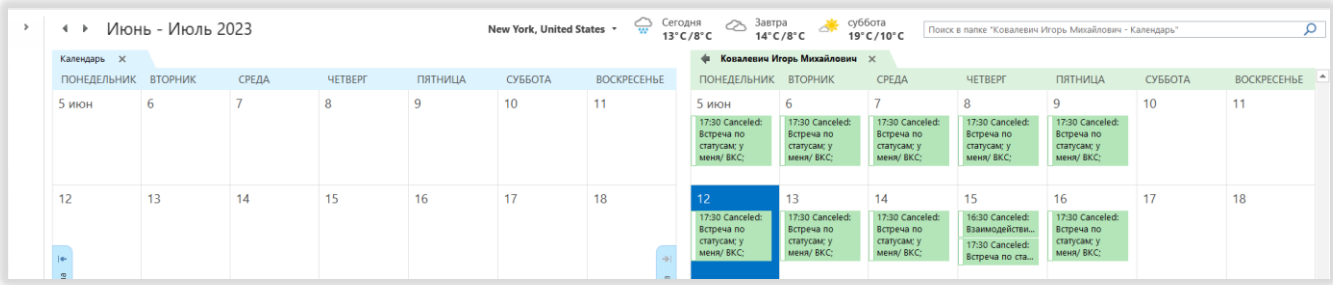 Июнь - Июль 2023
New York, United States
Сегодня
13°C/8°C
Завтра
14°C/8°C
суббота
19°C/10°C
Поиск в папке "Ковалевич Игорь Михайлович - Календарь"
Календарь
ПОНЕДЕЛЬНИК ВТОРНИК СРЕДА ЧЕТВЕРГ ПЯТНИЦА СУББОТА ВОСКРЕСЕНЬЕ
5 июн 6 7 8 9 10 11
12 13 14 15 16 17 18
Ковалевич Игорь Михайлович
ПОНЕДЕЛЬНИК ВТОРНИК СРЕДА ЧЕТВЕРГ ПЯТНИЦА СУББОТА ВОСКРЕСЕНЬЕ
5 июн 6 7 8 9 10 11
17:30 Canceled: 17:30 Canceled: 17:30 Canceled: 17:30 Canceled: 17:30 Canceled:
Встреча по Встреча по Встреча по Встреча по Встреча по
статусам; у статусам; у статусам; у статусам; у статусам; у
меня/ ВКС; меня/ ВКС; меня/ ВКС; меня/ ВКС; меня/ ВКС;
12 13 14 15 16 17 18
17:30 Canceled: 17:30 Canceled: 17:30 Canceled: 16:30 Canceled: 17:30 Canceled:
Встреча по Встреча по Встреча по Взаимодействи... Встреча по
статусам; у статусам; у статусам; у 17:30 Canceled: статусам; у
меня/ ВКС; меня/ ВКС; меня/ ВКС; Встреча по ста... меня/ ВКС;